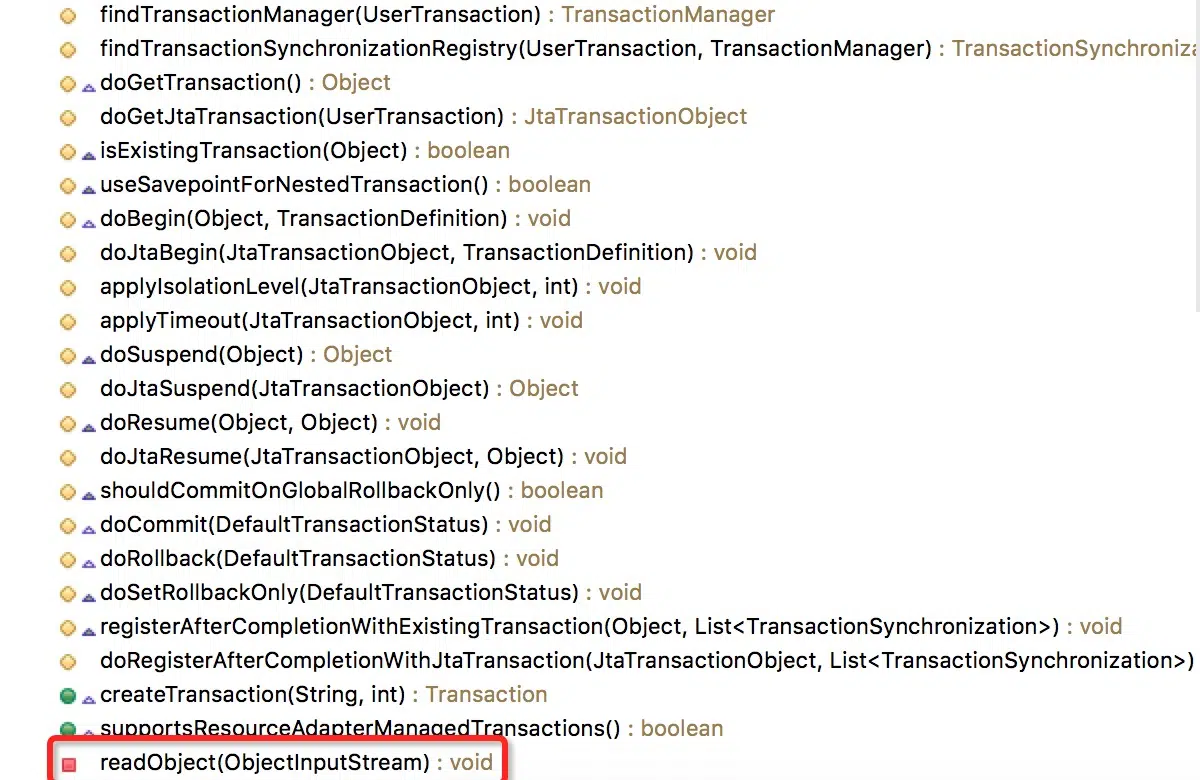 findTransactionManager(UserTransaction) : TransactionManager
findTransactionSynchronizationRegistry(UserTransaction, TransactionManager) : TransactionSynchroniza
doGetTransaction() : Object
doGetJtaTransaction(UserTransaction) : JtaTransactionObject
isExistingTransaction(Object) : boolean
useSavepointForNestedTransaction() : boolean
doBegin(Object, TransactionDefinition) : void
doJtaBegin(JtaTransactionObject, TransactionDefinition) : void
applyIsolationLevel(JtaTransactionObject, int) : void
applyTimeout(JtaTransactionObject, int) : void
doSuspend(Object) : Object
doJtaSuspend(JtaTransactionObject) : Object
doResume(Object, Object) : void
doJtaResume(JtaTransactionObject, Object) : void
shouldCommitOnGlobalRollbackOnly() : boolean
doCommit(DefaultTransactionStatus) : void
doRollback(DefaultTransactionStatus) : void
doSetRollbackOnly(DefaultTransactionStatus) : void
registerAfterCompletionWithExistingTransaction(Object, List<TransactionSynchronization>) : void
doRegisterAfterCompletionWithJtaTransaction(JtaTransactionObject, List<TransactionSynchronization>)
createTransaction(String, int) : Transaction
supportsResourceAdapterManagedTransactions() : boolean
readObject(ObjectInputStream) : void